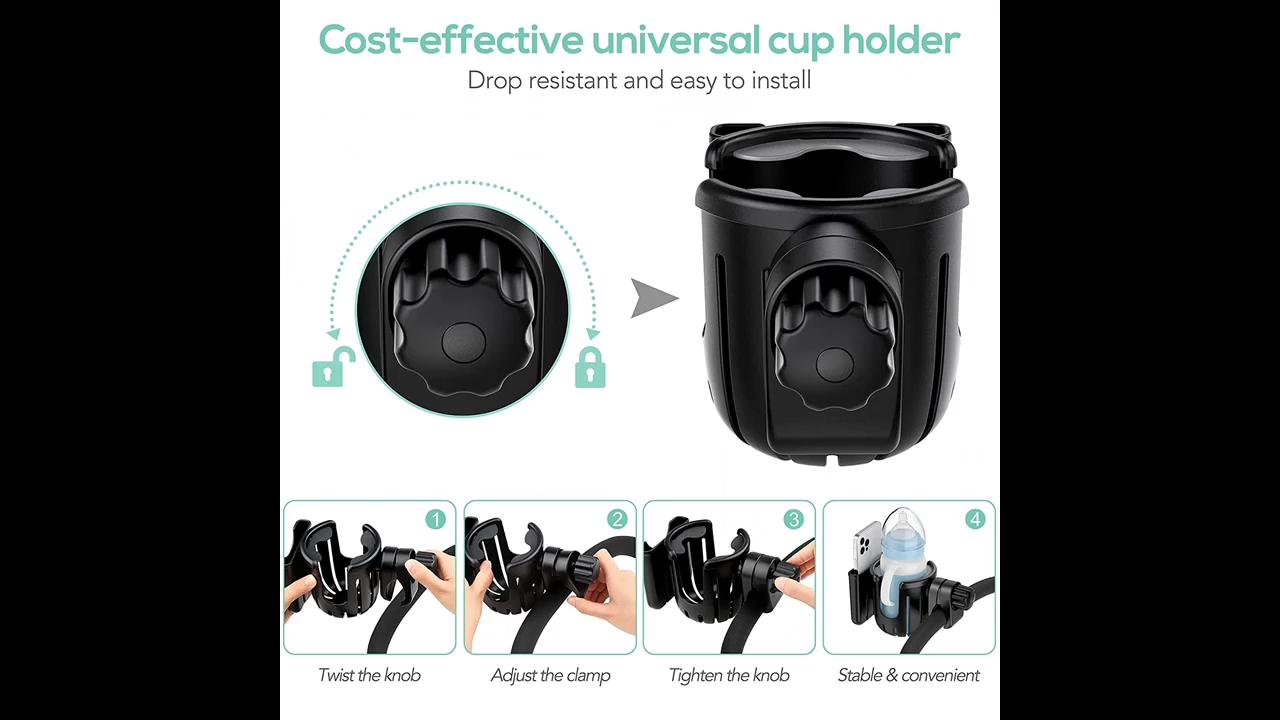 Cost-effective universal cup holder
Drop resistant and easy to install
1
2
3
4
Twist the knob
Adjust the clamp
Tighten the knob
Stable & convenient